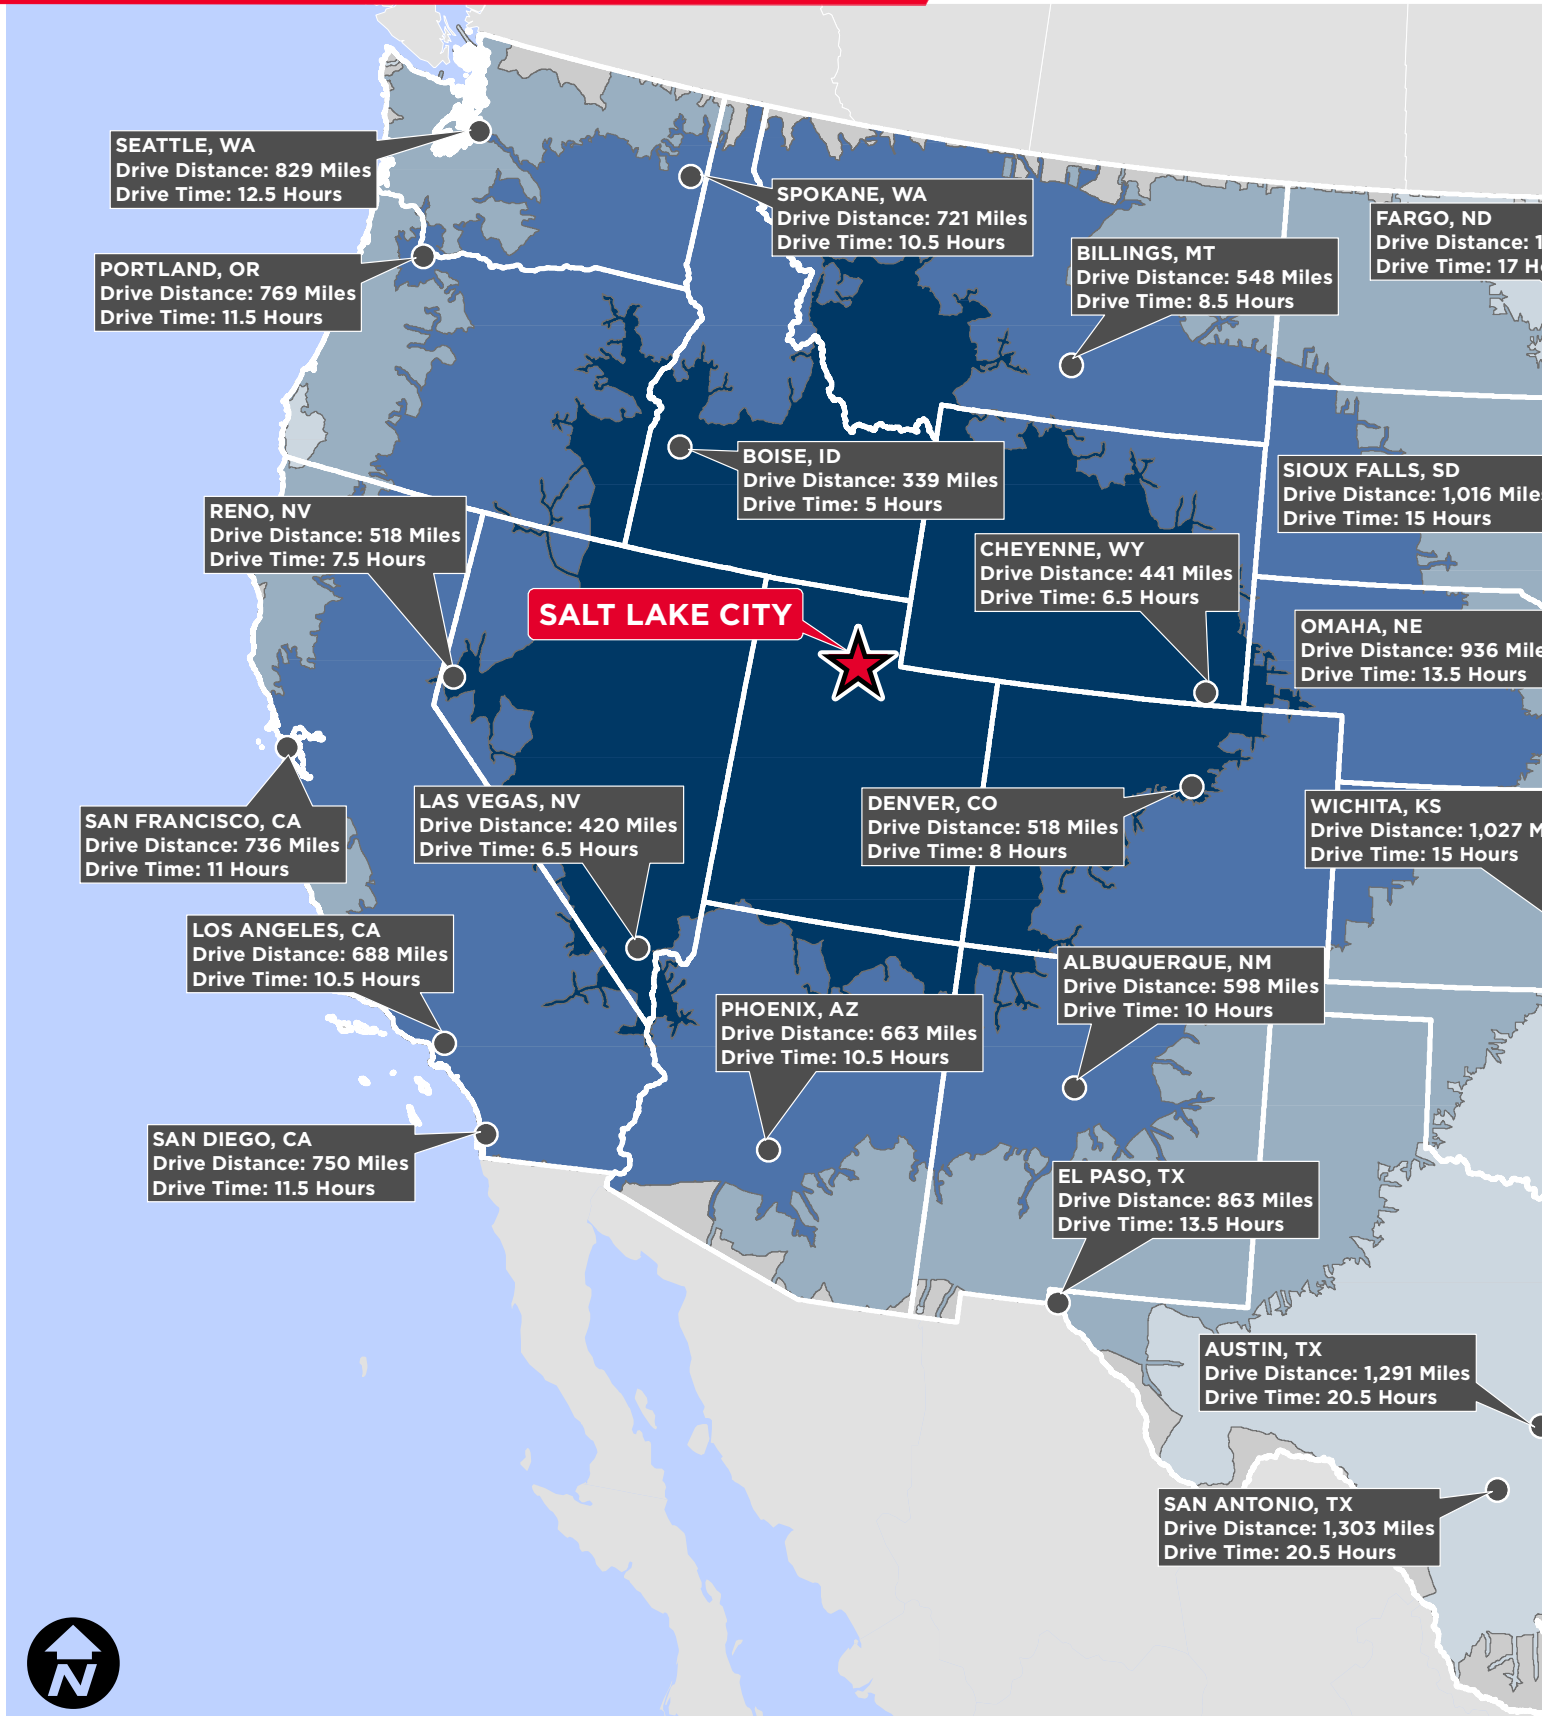 SEATTLE, WA
Drive Distance: 829 Miles
Drive Time: 12.5 Hours
SPOKANE, WA
Drive Distance: 721 Miles
Drive Time: 10.5 Hours
FARGO, ND
Drive Distance: 1
Drive Time: 17 H
BILLINGS, MT
Drive Distance: 548 Miles
Drive Time: 8.5 Hours
PORTLAND, OR
Drive Distance: 769 Miles
Drive Time: 11.5 Hours
BOISE, ID
Drive Distance: 339 Miles
Drive Time: 5 Hours
SIOUX FALLS, SD
Drive Distance: 1,016 Mile
Drive Time: 15 Hours
RENO, NV
Drive Distance: 518 Miles
Drive Time: 7.5 Hours
CHEYENNE, WY
Drive Distance: 441 Miles
Drive Time: 6.5 Hours
SALT LAKE CITY
OMAHA, NE
Drive Distance: 936 Mile
Drive Time: 13.5 Hours
SAN FRANCISCO, CA
Drive Distance: 736 Miles
Drive Time: 11 Hours
LAS VEGAS, NV
Drive Distance: 420 Miles
Drive Time: 6.5 Hours
DENVER, CO
Drive Distance: 518 Miles
Drive Time: 8 Hours
WICHITA, KS
Drive Distance: 1,027 M
Drive Time: 15 Hours
LOS ANGELES, CA
Drive Distance: 688 Miles
Drive Time: 10.5 Hours
ALBUQUERQUE, NM
Drive Distance: 598 Miles
Drive Time: 10 Hours
PHOENIX, AZ
Drive Distance: 663 Miles
Drive Time: 10.5 Hours
SAN DIEGO, CA
Drive Distance: 750 Miles
Drive Time: 11.5 Hours
EL PASO, TX
Drive Distance: 863 Miles
Drive Time: 13.5 Hours
AUSTIN, TX
Drive Distance: 1,291 Miles
Drive Time: 20.5 Hours
SAN ANTONIO, TX
Drive Distance: 1,303 Miles
Drive Time: 20.5 Hours
N